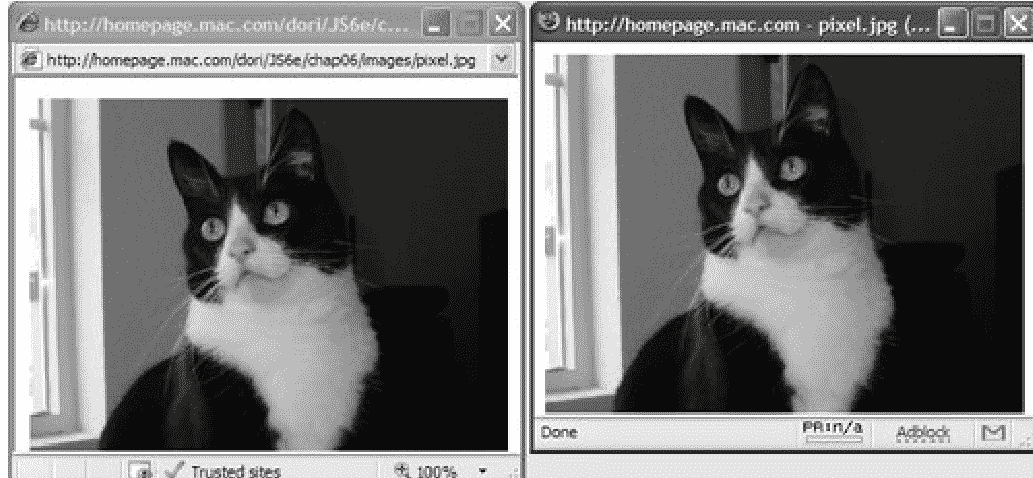 http://homepage.mac.com/dori/JS6e/c...
http://homepage.mac.com/dori/JS6e/chap06/images/pixel.jpg
Trusted sites
100%
http://homepage.mac.com - pixel.jpg (...
Done
PR:n/a
Adblock